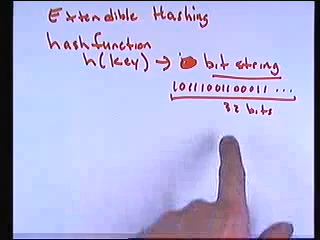 Extendible Hashing
hashfunction
h(key) → bit string
1011100110011 ...
32 bits